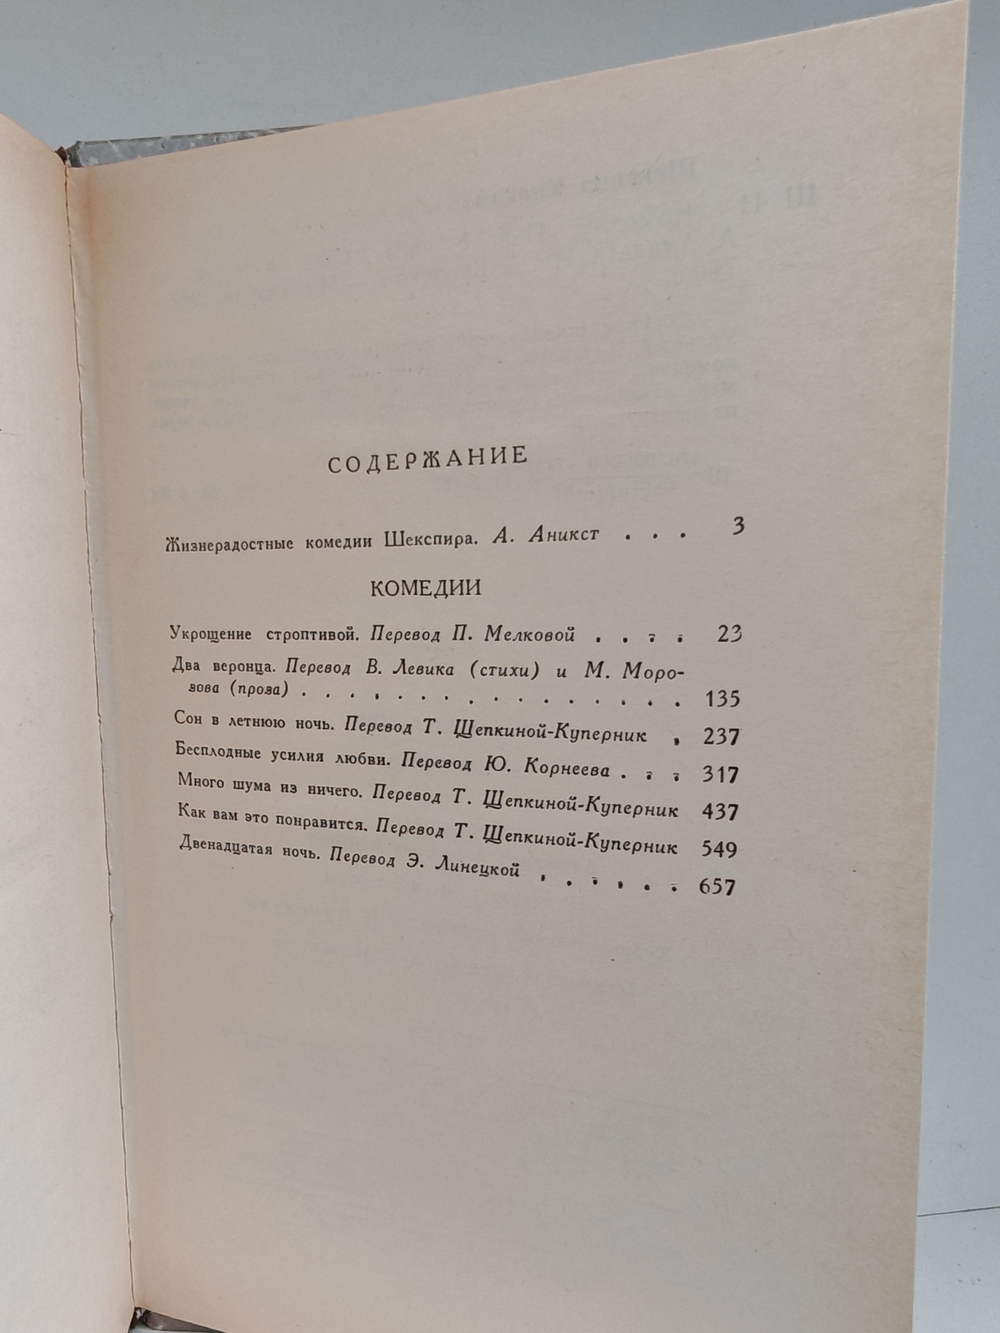 СОДЕРЖАНИЕ
Жизнерадостные комедии Шекспира. А. Аникст . . . 3
КОМЕДИИ
Укрощение строптивой. Перевод П. Мелковой . . . . 23
Два веронца. Перевод В. Левика (стихи) и М. Моро-
зова (проза) . . . . . . . . . . . . . . . 135
Сон в летнюю ночь. Перевод Т. Щепкиной-Куперник . 237
Бесплодные усилия любви. Перевод Ю. Корнеева . . . 317
Много шума из ничего. Перевод Т. Щепкиной-Куперник 437
Как вам это понравится. Перевод Т. Щепкиной-Куперник 549
Двенадцатая ночь. Перевод Э. Линецкой . . . . . . 657